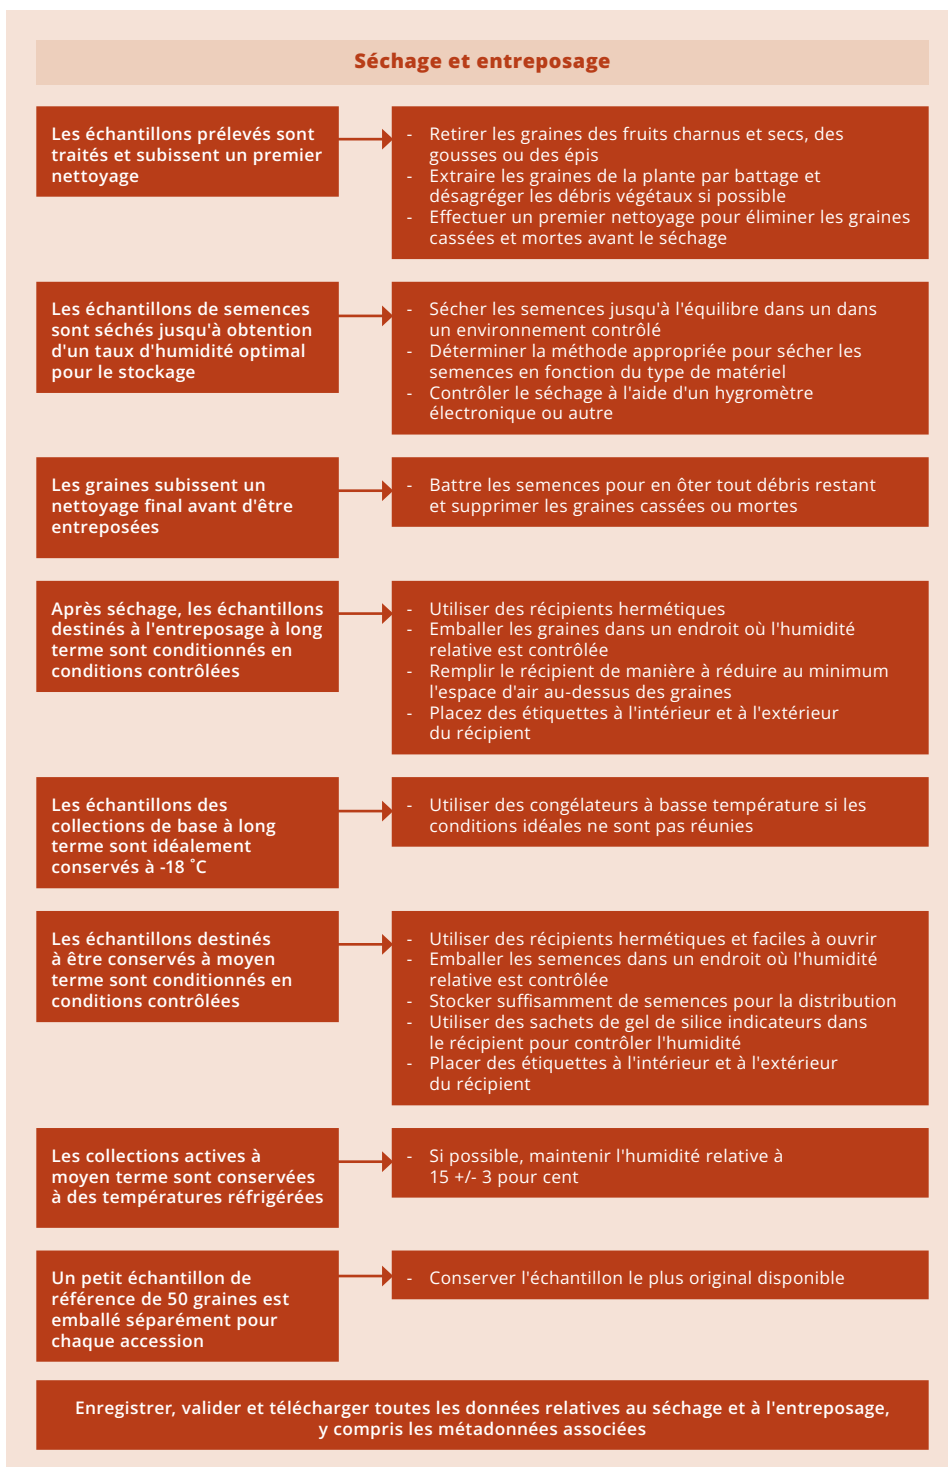 Séchage et entreposage
Les échantillons prélevés sont
traités et subissent un premier
nettoyage
- Retirer les graines des fruits charnus et secs, des
gousses ou des épis
- Extraire les graines de la plante par battage et
désagréger les débris végétaux si possible
- Effectuer un premier nettoyage pour éliminer les graines
cassées et mortes avant le séchage
Les échantillons de semences
sont séchés jusqu'à obtention
d'un taux d'humidité optimal
pour le stockage
- Sécher les semences jusqu'à l'équilibre dans un dans
un environnement contrôlé
- Déterminer la méthode appropriée pour sécher les
semences en fonction du type de matériel
- Contrôler le séchage à l'aide d'un hygromètre
électronique ou autre
Les graines subissent un
nettoyage final avant d'être
entreposées
- Battre les semences pour en ôter tout débris restant
et supprimer les graines cassées ou mortes
Après séchage, les échantillons
destinés à l'entreposage à long
terme sont conditionnés en
conditions contrôlées
- Utiliser des récipients hermétiques
- Emballer les graines dans un endroit où l'humidité
relative est contrôlée
- Remplir le récipient de manière à réduire au minimum
l'espace d'air au-dessus des graines
- Placez des étiquettes à l'intérieur et à l'extérieur
du récipient
Les échantillons des
collections de base à long
terme sont idéalement
conservés à -18 ˚C
- Utiliser des congélateurs à basse température si les
conditions idéales ne sont pas réunies
Les échantillons destinés
à être conservés à moyen
terme sont conditionnés en
conditions contrôlées
- Utiliser des récipients hermétiques et faciles à ouvrir
- Emballer les semences dans un endroit où l'humidité
relative est contrôlée
- Stocker suffisamment de semences pour la distribution
- Utiliser des sachets de gel de silice indicateurs dans
le récipient pour contrôler l'humidité
- Placer des étiquettes à l'intérieur et à l'extérieur
du récipient
Les collections actives à
moyen terme sont conservées
à des températures réfrigérées
- Si possible, maintenir l'humidité relative à
15 +/- 3 pour cent
Un petit échantillon de
référence de 50 graines est
emballé séparément pour
chaque accession
- Conserver l'échantillon le plus original disponible
Enregistrer, valider et télécharger toutes les données relatives au séchage et à l'entreposage,
y compris les métadonnées associées